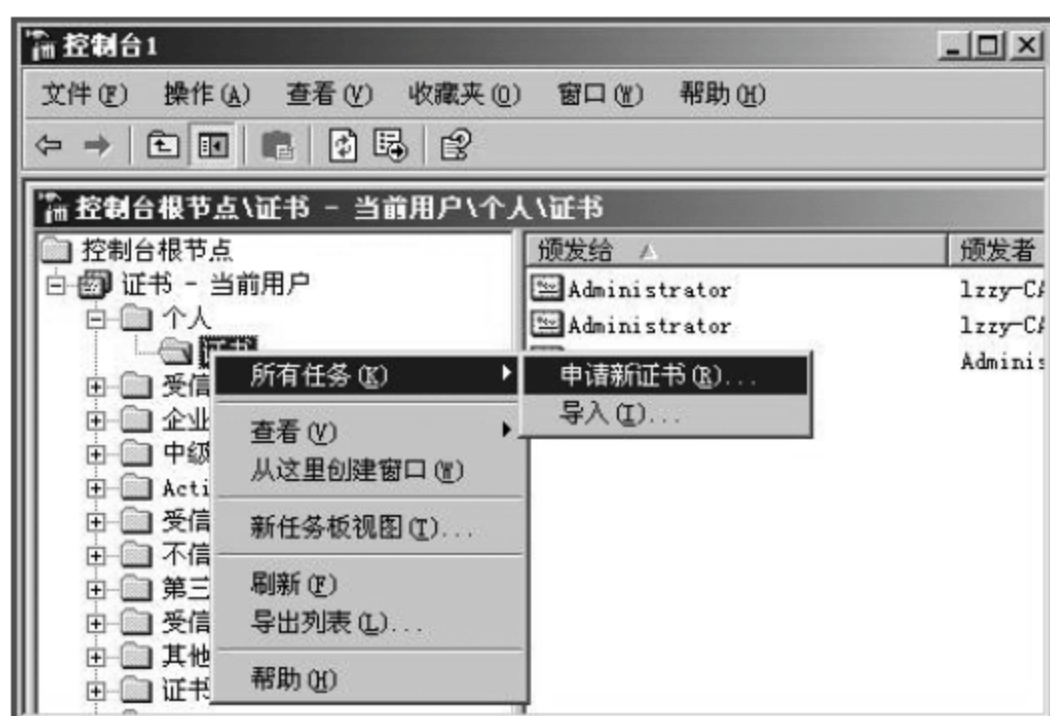 控制台1
文件(F) 操作(A) 查看(V) 收藏夹(O) 窗口(W) 帮助(H)
控制台根节点\证书 - 当前用户\个人\证书
控制台根节点
证书 - 当前用户
个人
证书
受信
企业
中级
Acti
受信
不信
第三
受信
其他
证书
颁发给 颁发者
Administrator lzzy-CA
Administrator lzzy-CA
Adminis
所有任务(K)
查看(V)
从这里创建窗口(W)
新任务板视图(T)...
刷新(F)
导出列表(L)...
帮助(H)
申请新证书(R)...
导入(I)...